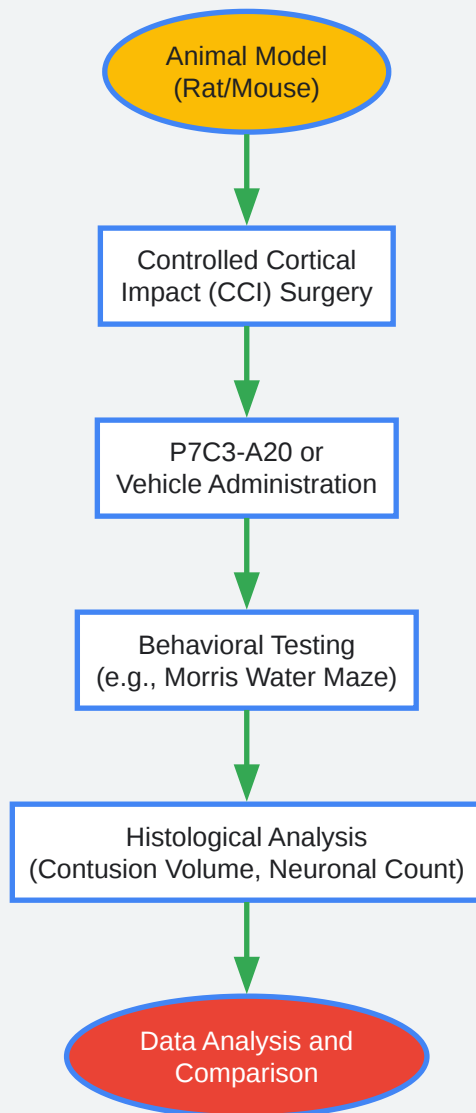 Animal Model
(Rat/Mouse)
Controlled Cortical
Impact (CCI) Surgery
P7C3-A20 or
Vehicle Administration
Behavioral Testing
(e.g., Morris Water Maze)
Histological Analysis
(Contusion Volume, Neuronal Count)
Data Analysis and
Comparison